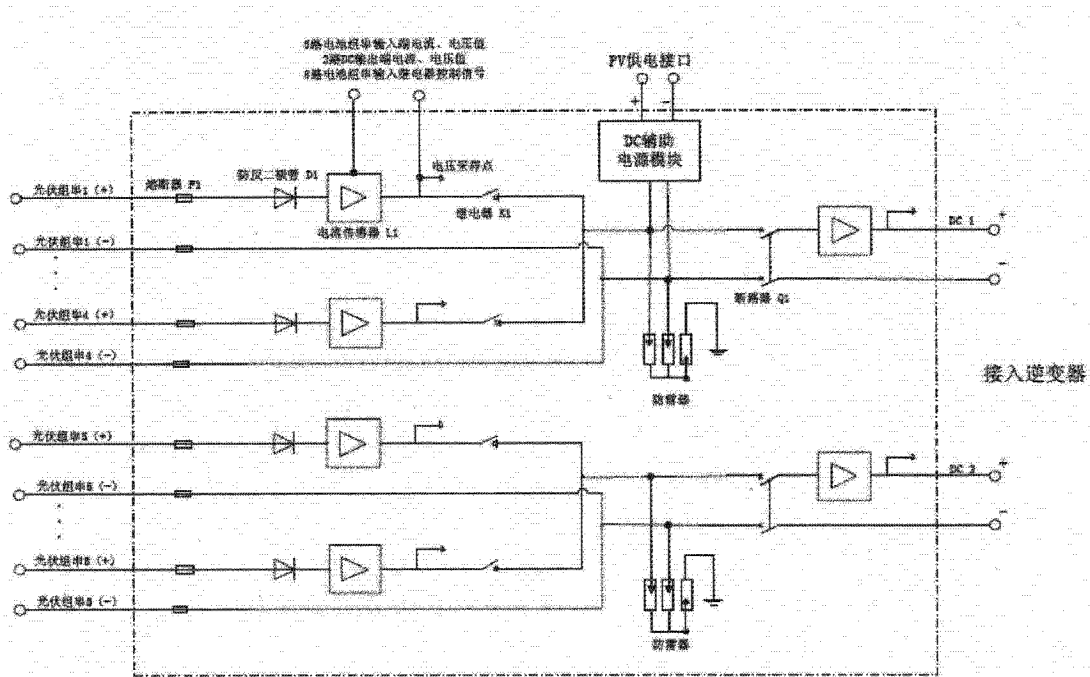 8路电池组串输入端电流、电压值
2路DC输出端电流、电压值
8路电池组串输入继电器控制信号
PV供电接口
+ -
DC辅助
电源模块
光伏组串1 (+)
熔断器 F1
防反二极管 D1
电压采样点
继电器 K1
电流传感器 L1
光伏组串1 (-)
DC 1
+
-
断路器 Q1
光伏组串4 (+)
光伏组串4 (-)
防雷器
接入逆变器
光伏组串5 (+)
光伏组串5 (-)
DC 2
+
-
光伏组串8 (+)
光伏组串8 (-)
防雷器